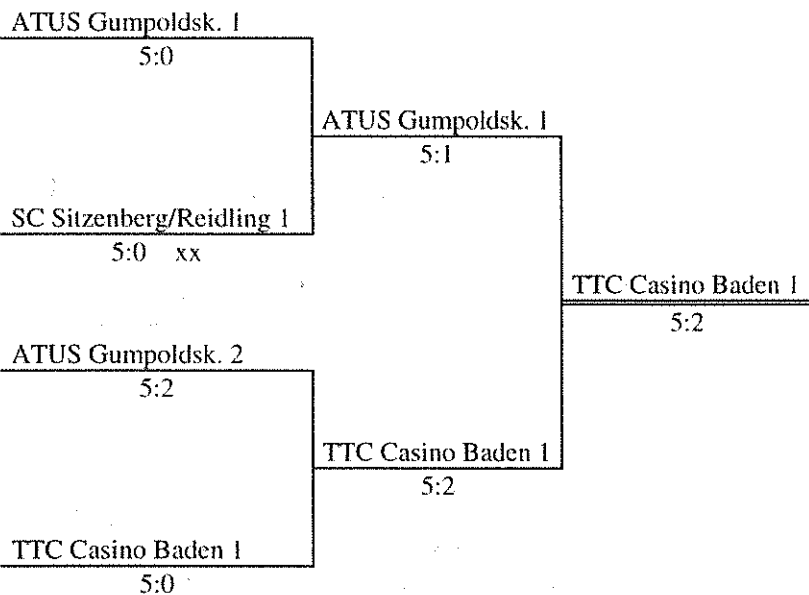 ATUS Gumpoldsk. 1
5:0
ATUS Gumpoldsk. 1
5:1
SC Sitzenberg/Reidling 1
5:0 xx
TTC Casino Baden 1
5:2
ATUS Gumpoldsk. 2
5:2
TTC Casino Baden 1
5:2
TTC Casino Baden 1
5:0